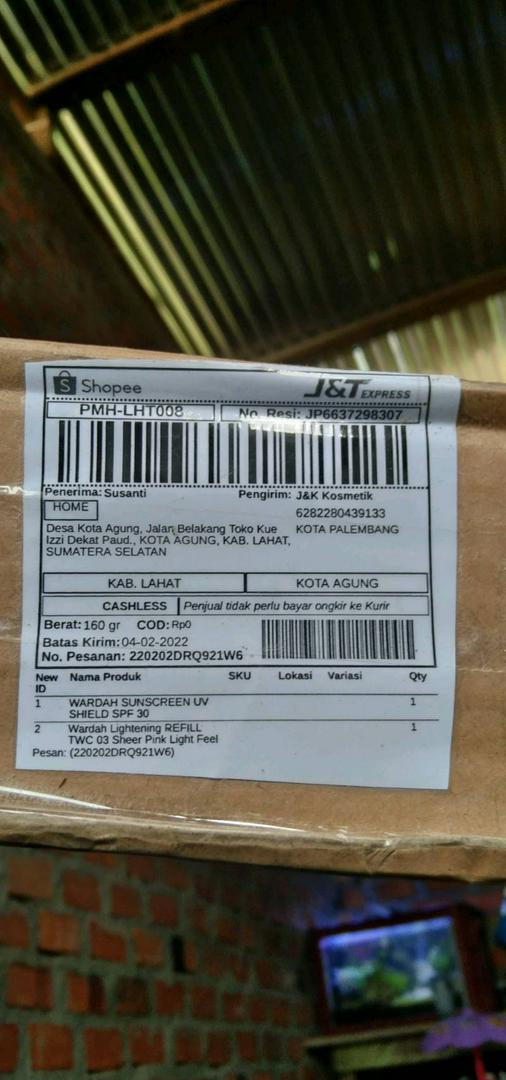 Shopee
J&T EXPRESS
PMH-LHT008
No. Resi: JP6637298307
Penerima: Susanti
Pengirim: J&K Kosmetik
HOME
6282280439133
Desa Kota Agung, Jalan Belakang Toko Kue
KOTA PALEMBANG
Izzi Dekat Paud., KOTA AGUNG, KAB. LAHAT,
SUMATERA SELATAN
KAB. LAHAT
KOTA AGUNG
CASHLESS
Penjual tidak perlu bayar ongkir ke Kurir
Berat: 160 gr COD: Rp0
Batas Kirim: 04-02-2022
No. Pesanan: 220202DRQ921W6
New ID Nama Produk SKU Lokasi Variasi Qty
1 WARDAH SUNSCREEN UV 1
SHIELD SPF 30
2 Wardah Lightening REFILL 1
TWC 03 Sheer Pink Light Feel
Pesan: (220202DRQ921W6)